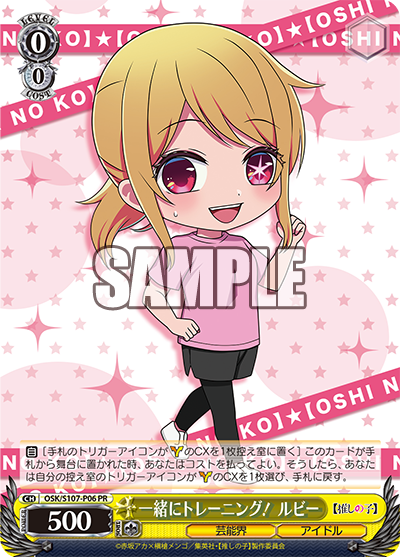 LEVEL
0
0
COST
NO KO】★【OSHI NO KO】★【OSHI
SAMPLE
KO】★【OSHI N
CH OSK/S107-P06 PR
自［手札のトリガーアイコンがのCXを1枚控え室に置く］このカードが手
札から舞台に置かれた時、あなたはコストを払ってよい。そうしたら、あな
たは自分の控え室のトリガーアイコンがのCXを1枚選び、手札に戻す。
POWER
500
一緒にトレーニング! ルビー
【推しの子】
芸能界
アイドル
©赤坂アカ×横槍メンゴ／集英社・【推しの子】製作委員会